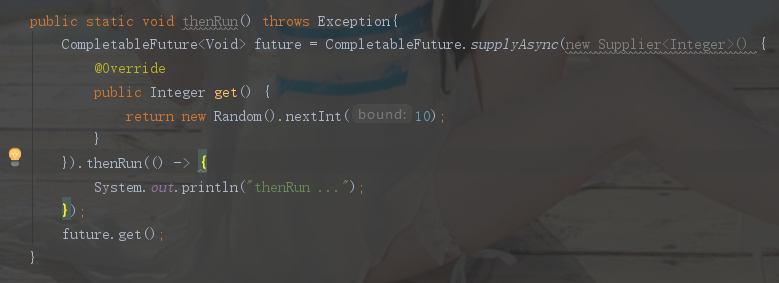 public static void thenRun() throws Exception{
    CompletableFuture<Void> future = CompletableFuture.supplyAsync(new Supplier<Integer>() {
        @Override
        public Integer get() {
            return new Random().nextInt( bound: 10);
        }
    }).thenRun(() -> {
        System.out.println("thenRun ...");
    });
    future.get();
}